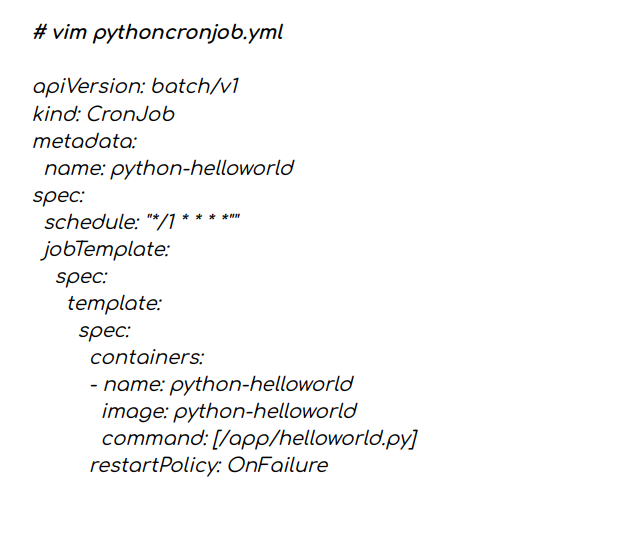 # vim pythoncronjob.yml
apiVersion: batch/v1
kind: CronJob
metadata:
  name: python-helloworld
spec:
  schedule: "*/1 * * * *""
  jobTemplate:
    spec:
      template:
        spec:
          containers:
          - name: python-helloworld
            image: python-helloworld
            command: [/app/helloworld.py]
          restartPolicy: OnFailure